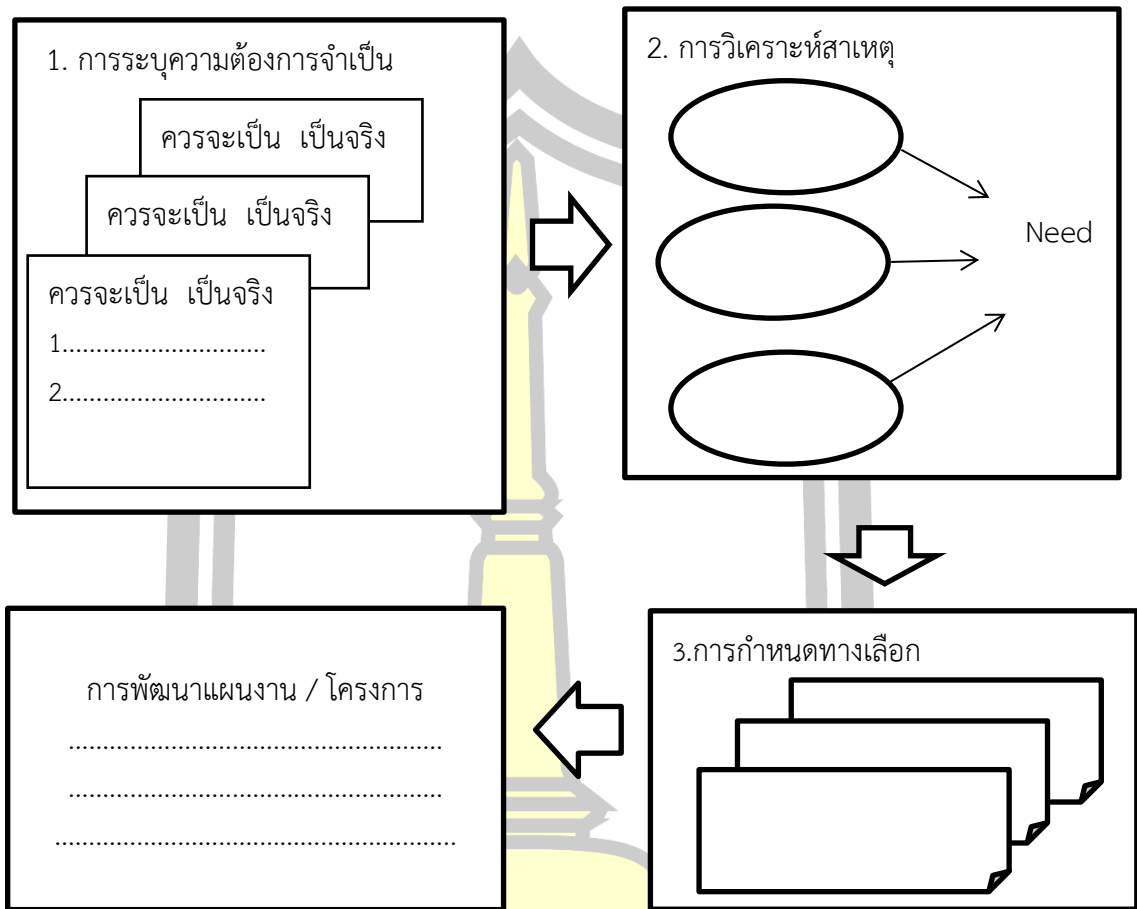 1. การระบุความต้องการจำเป็น
ควรจะเป็น เป็นจริง
ควรจะเป็น เป็นจริง
ควรจะเป็น เป็นจริง
1..............................
2..............................
2. การวิเคราะห์สาเหตุ
Need
3.การกำหนดทางเลือก
การพัฒนาแผนงาน / โครงการ
......................................................
......................................................
..........................................................